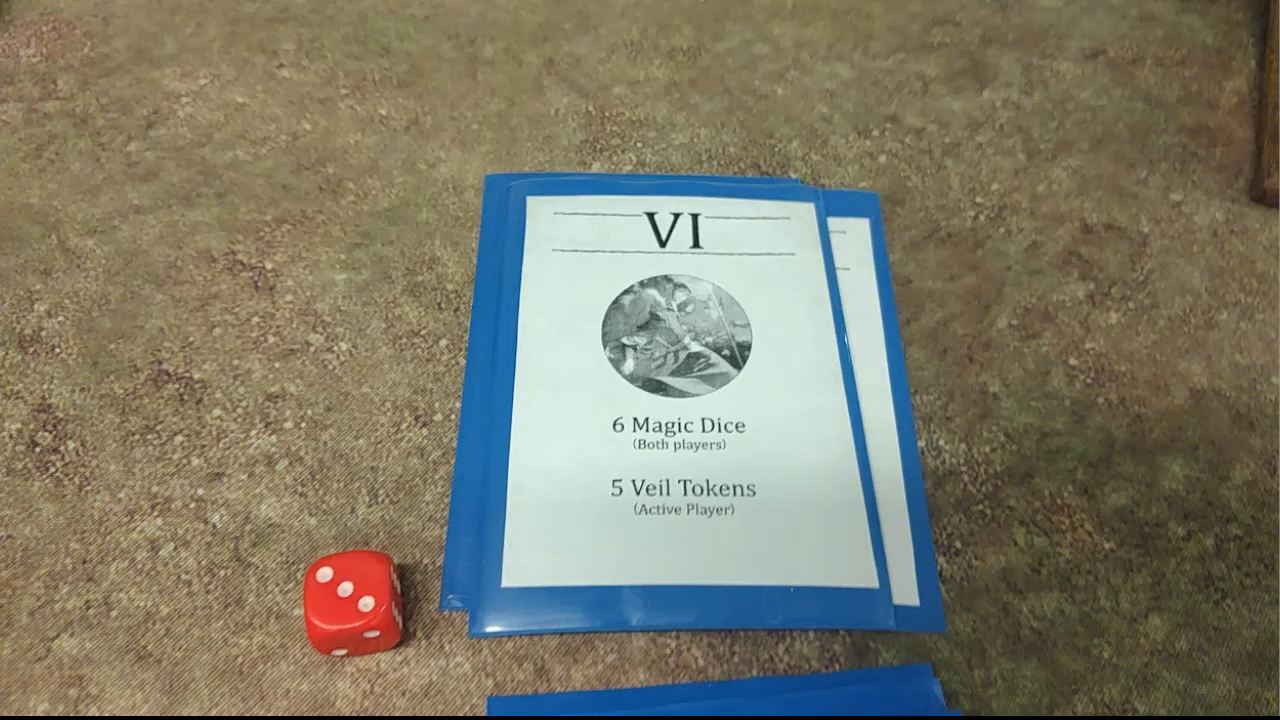 VI
6 Magic Dice
(Both players)
5 Veil Tokens
(Active Player)